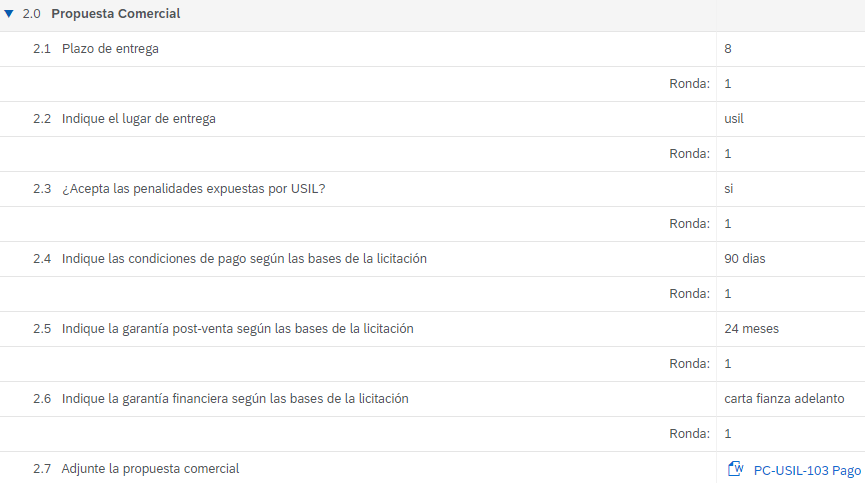 2.0 Propuesta Comercial
2.1 Plazo de entrega 8
Ronda: 1
2.2 Indique el lugar de entrega usil
Ronda: 1
2.3 ¿Acepta las penalidades expuestas por USIL? si
Ronda: 1
2.4 Indique las condiciones de pago según las bases de la licitación 90 dias
Ronda: 1
2.5 Indique la garantía post-venta según las bases de la licitación 24 meses
Ronda: 1
2.6 Indique la garantía financiera según las bases de la licitación carta fianza adelanto
Ronda: 1
2.7 Adjunte la propuesta comercial PC-USIL-103 Pago